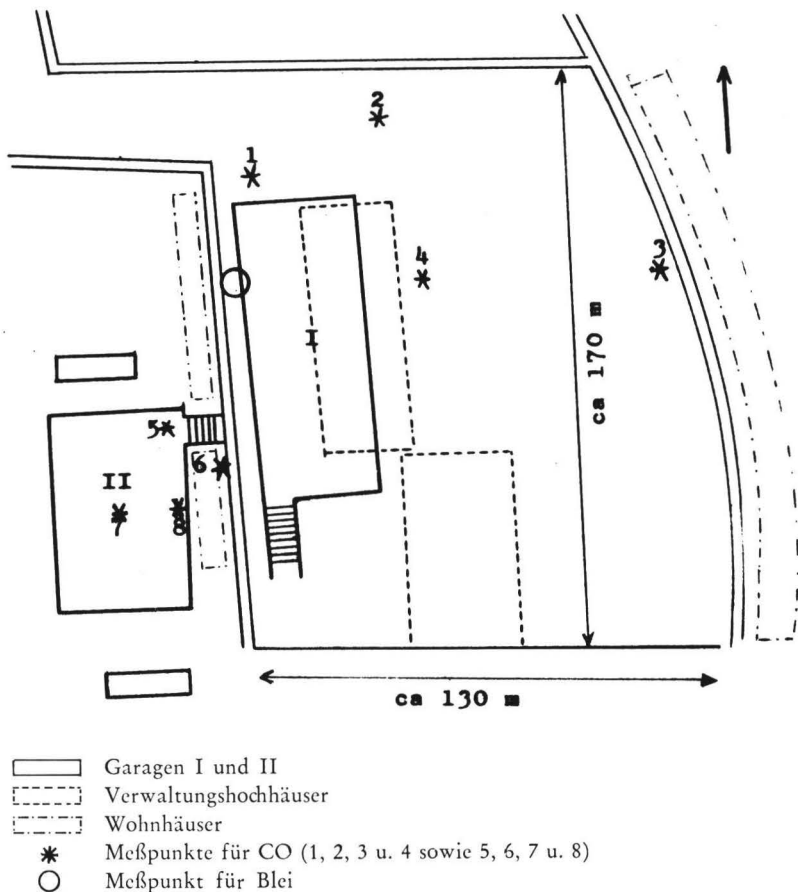 2
1
3
4
I
ca 170 m
5
6
II
7
8
ca 130 m
Garagen I und II
Verwaltungshochhäuser
Wohnhäuser
Meßpunkte für CO (1, 2, 3 u. 4 sowie 5, 6, 7 u. 8)
Meßpunkt für Blei